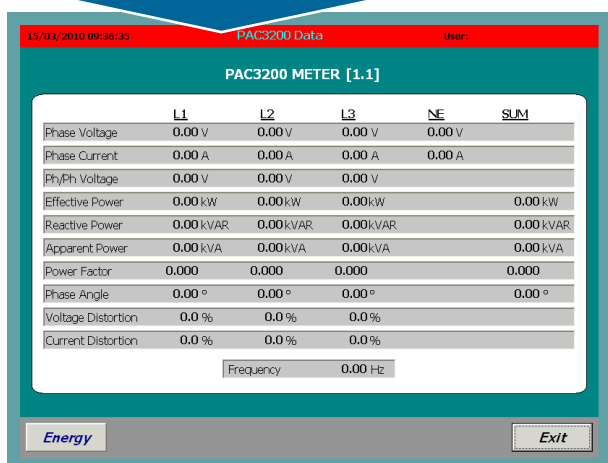 15/03/2010 09:36:35 PAC3200 Data User:
PAC3200 METER [1.1]
L1 L2 L3 NE SUM
Phase Voltage 0.00 V 0.00 V 0.00 V 0.00 V
Phase Current 0.00 A 0.00 A 0.00 A 0.00 A
Ph/Ph Voltage 0.00 V 0.00 V 0.00 V
Effective Power 0.00 kW 0.00 kW 0.00 kW 0.00 kW
Reactive Power 0.00 kVAR 0.00 kVAR 0.00 kVAR 0.00 kVAR
Apparent Power 0.00 kVA 0.00 kVA 0.00 kVA 0.00 kVA
Power Factor 0.000 0.000 0.000 0.000
Phase Angle 0.00 ° 0.00 ° 0.00 ° 0.00 °
Voltage Distortion 0.0 % 0.0 % 0.0 %
Current Distortion 0.0 % 0.0 % 0.0 %
Frequency 0.00 Hz
Energy Exit